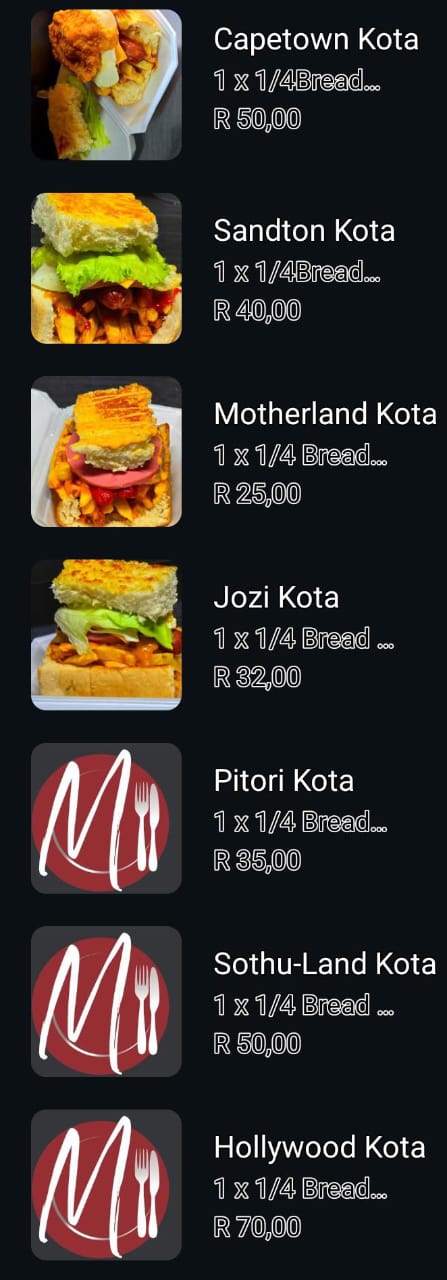 Capetown Kota
1 x 1/4Bread...
R 50,00
Sandton Kota
1 x 1/4Bread...
R 40,00
Motherland Kota
1 x 1/4 Bread...
R 25,00
Jozi Kota
1 x 1/4 Bread ...
R 32,00
Pitori Kota
1 x 1/4 Bread...
R 35,00
Sothu-Land Kota
1 x 1/4 Bread ...
R 50,00
Hollywood Kota
1 x 1/4 Bread...
R 70,00